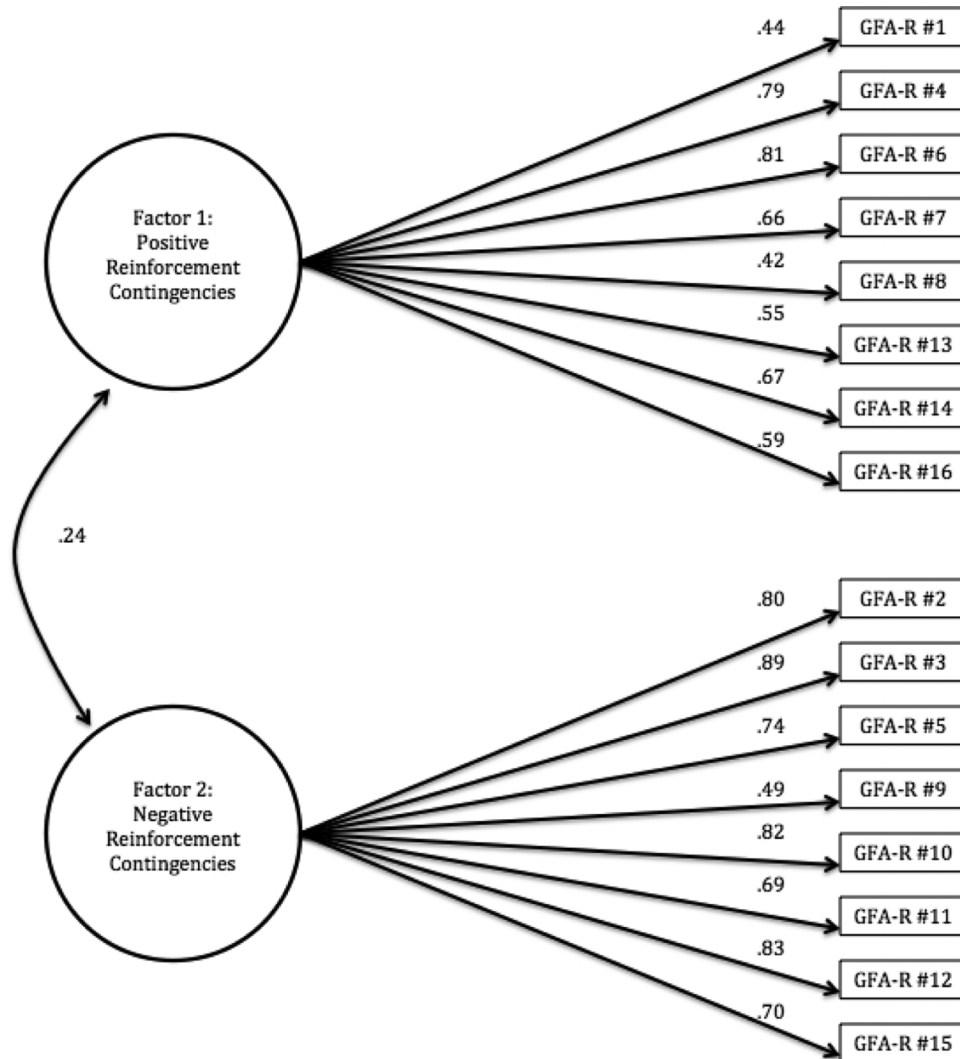 .44
GFA-R #1
.79
GFA-R #4
.81
GFA-R #6
.66
GFA-R #7
.42
GFA-R #8
.55
GFA-R #13
.67
GFA-R #14
.59
GFA-R #16
Factor 1:
Positive
Reinforcement
Contingencies
.24
.80
GFA-R #2
.89
GFA-R #3
.74
GFA-R #5
.49
GFA-R #9
.82
GFA-R #10
.69
GFA-R #11
.83
GFA-R #12
.70
GFA-R #15
Factor 2:
Negative
Reinforcement
Contingencies